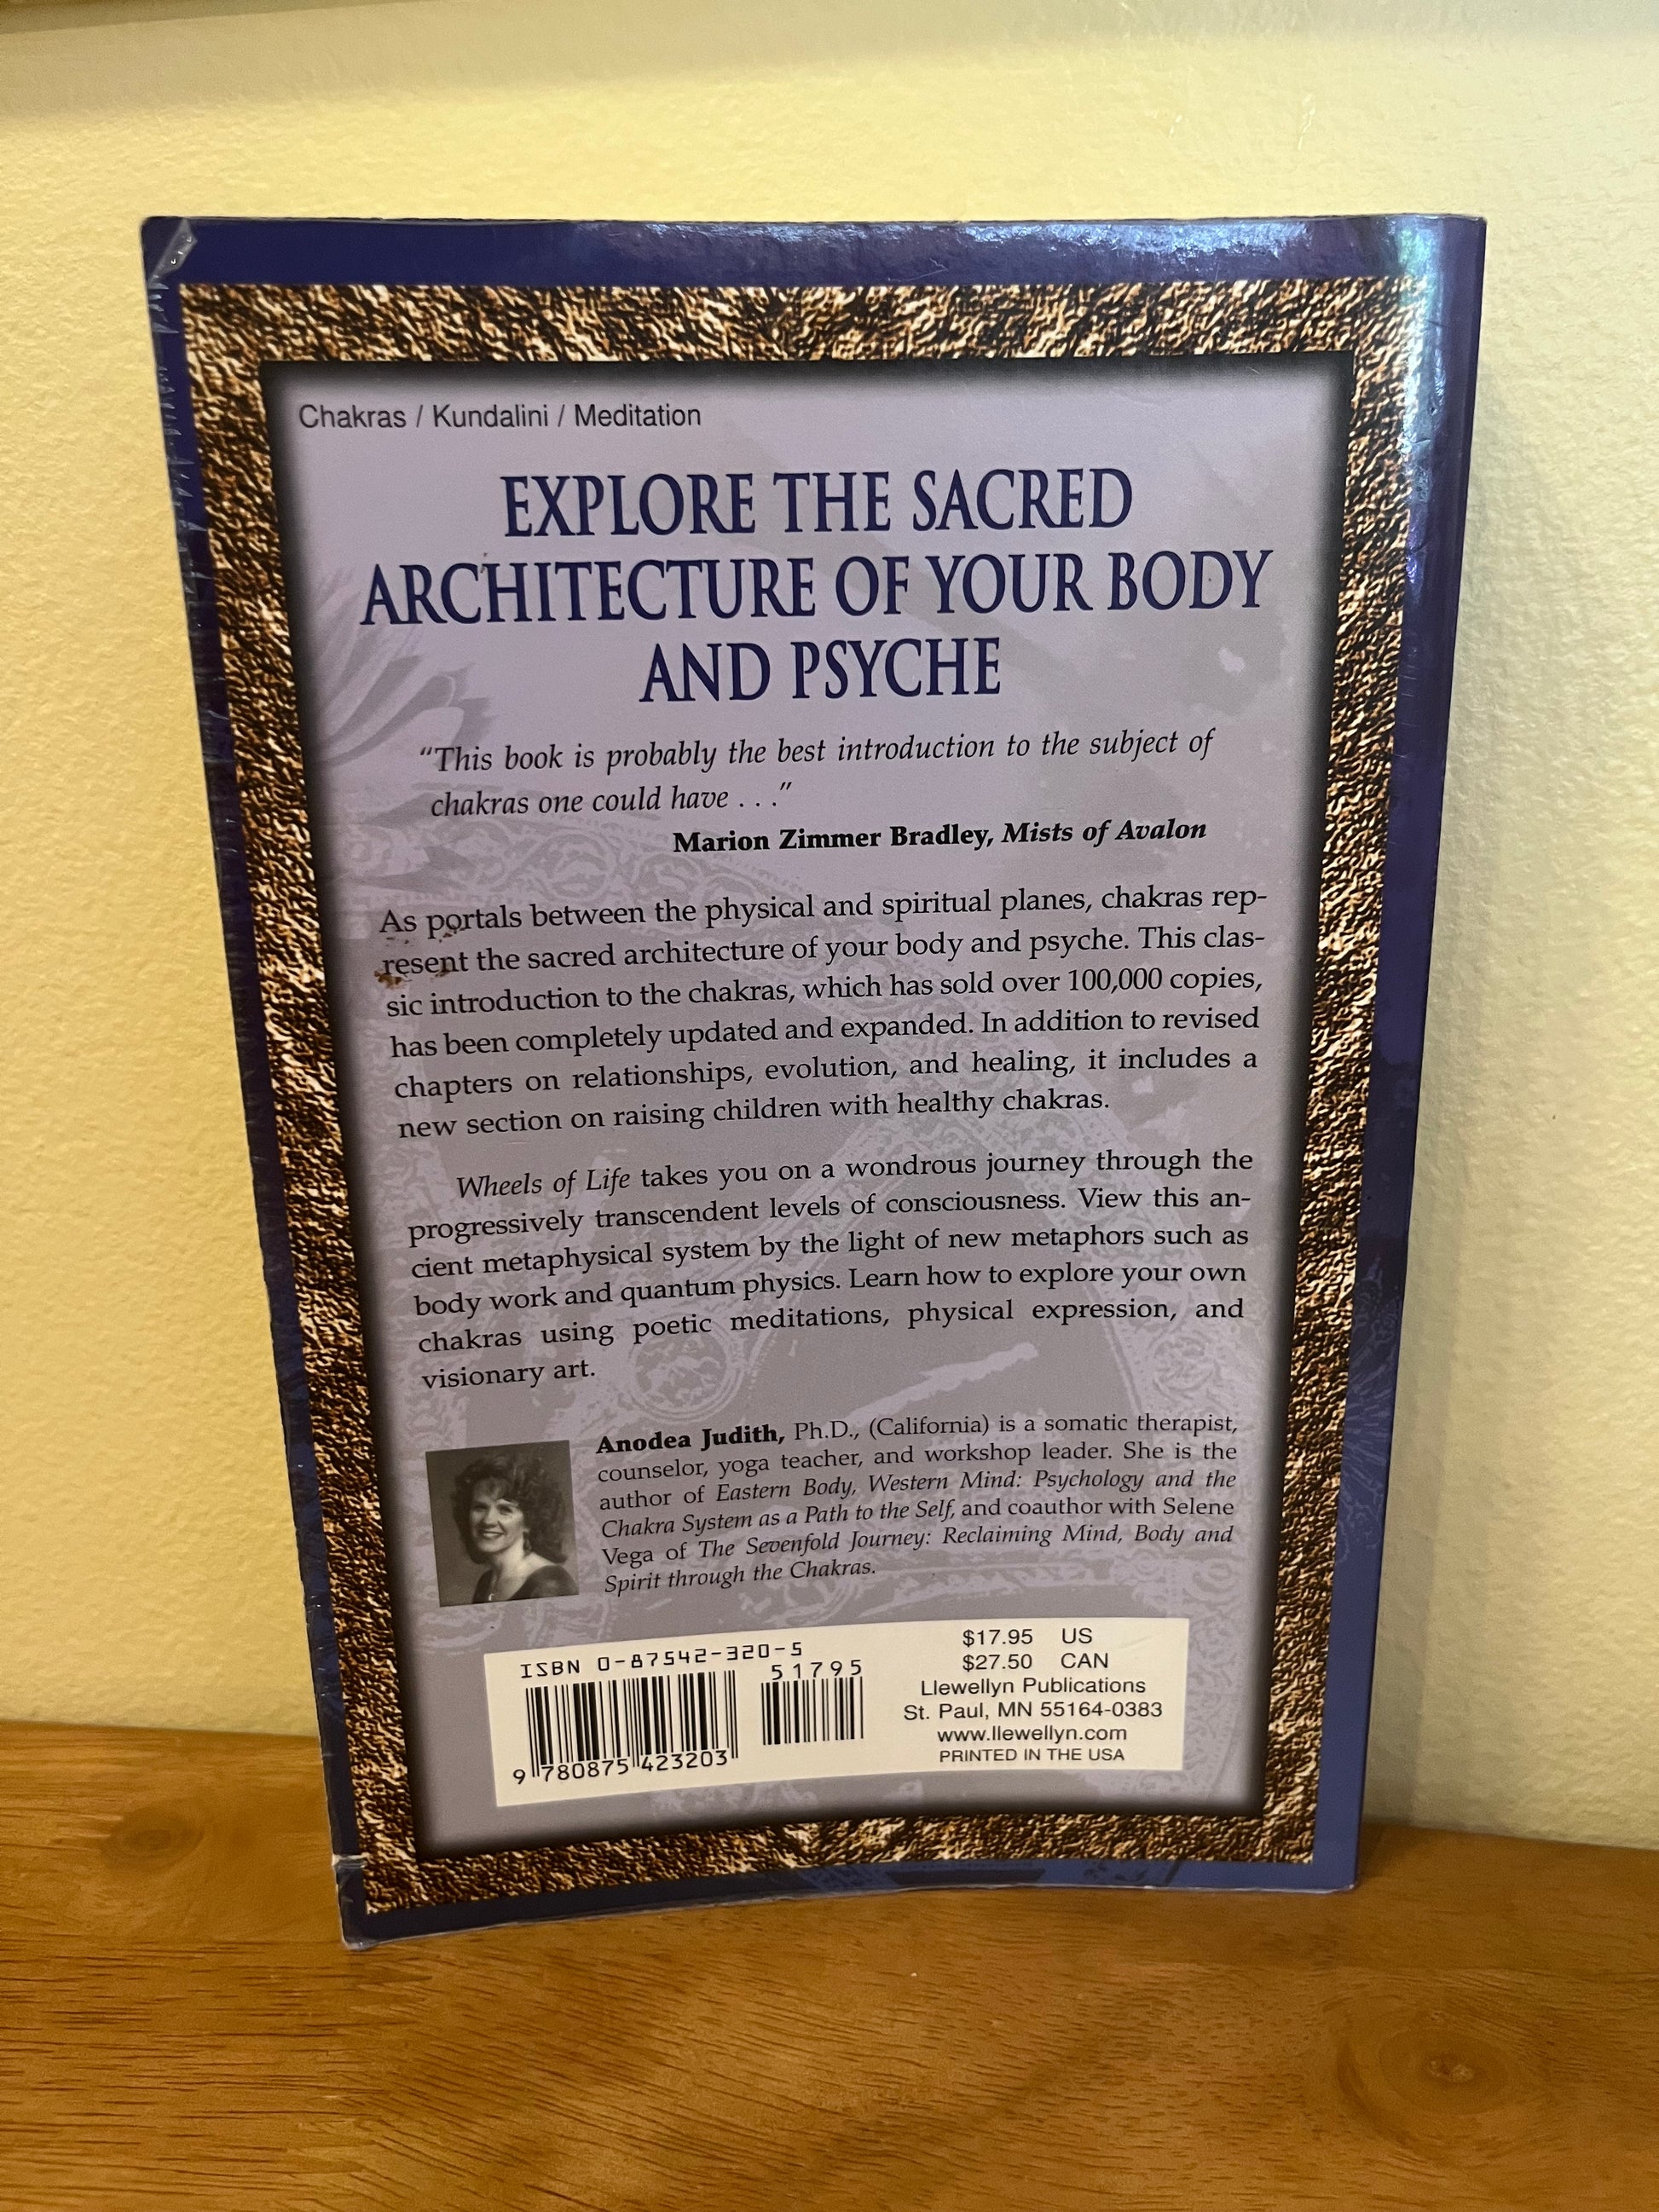 Chakras / Kundalini / Meditation
EXPLORE THE SACRED
ARCHITECTURE OF YOUR BODY
AND PSYCHE
“This book is probably the best introduction to the subject of
chakras one could have . . .”
Marion Zimmer Bradley, Mists of Avalon
As portals between the physical and spiritual planes, chakras rep-
resent the sacred architecture of your body and psyche. This clas-
sic introduction to the chakras, which has sold over 100,000 copies,
has been completely updated and expanded. In addition to revised
chapters on relationships, evolution, and healing, it includes a
new section on raising children with healthy chakras.
Wheels of Life takes you on a wondrous journey through the
progressively transcendent levels of consciousness. View this an-
cient metaphysical system by the light of new metaphors such as
body work and quantum physics. Learn how to explore your own
chakras using poetic meditations, physical expression, and
visionary art.
Anodea Judith, Ph.D., (California) is a somatic therapist,
counselor, yoga teacher, and workshop leader. She is the
author of Eastern Body, Western Mind: Psychology and the
Chakra System as a Path to the Self, and coauthor with Selene
Vega of The Sevenfold Journey: Reclaiming Mind, Body and
Spirit through the Chakras.
ISBN 0-87542-320-5
51795
9 780875 423203
$17.95 US
$27.50 CAN
Llewellyn Publications
St. Paul, MN 55164-0383
www.llewellyn.com
PRINTED IN THE USA